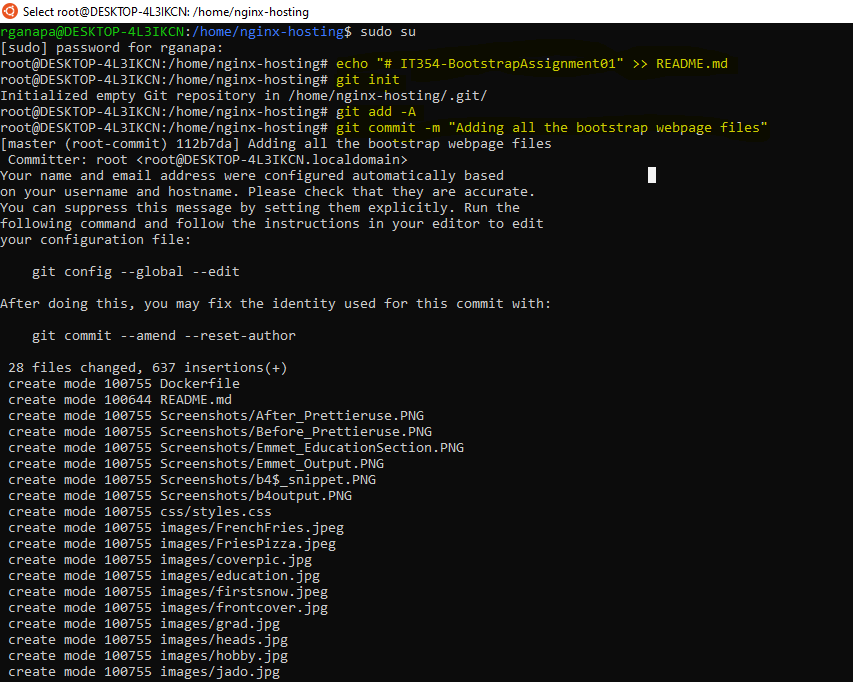 Select root@DESKTOP-4L3IKCN: /home/nginx-hosting
rganapa@DESKTOP-4L3IKCN:/home/nginx-hosting$ sudo su
[sudo] password for rganapa:
root@DESKTOP-4L3IKCN:/home/nginx-hosting# echo "# IT354-BootstrapAssignment01" >> README.md
root@DESKTOP-4L3IKCN:/home/nginx-hosting# git init
Initialized empty Git repository in /home/nginx-hosting/.git/
root@DESKTOP-4L3IKCN:/home/nginx-hosting# git add -A
root@DESKTOP-4L3IKCN:/home/nginx-hosting# git commit -m "Adding all the bootstrap webpage files"
[master (root-commit) 112b7da] Adding all the bootstrap webpage files
 Committer: root <root@DESKTOP-4L3IKCN.localdomain>
Your name and email address were configured automatically based
on your username and hostname. Please check that they are accurate.
You can suppress this message by setting them explicitly. Run the
following command and follow the instructions in your editor to edit
your configuration file:
    git config --global --edit
After doing this, you may fix the identity used for this commit with:
    git commit --amend --reset-author
 28 files changed, 637 insertions(+)
 create mode 100755 Dockerfile
 create mode 100644 README.md
 create mode 100755 Screenshots/After_Prettieruse.PNG
 create mode 100755 Screenshots/Before_Prettieruse.PNG
 create mode 100755 Screenshots/Emmet_EducationSection.PNG
 create mode 100755 Screenshots/Emmet_Output.PNG
 create mode 100755 Screenshots/b4$_snippet.PNG
 create mode 100755 Screenshots/b4output.PNG
 create mode 100755 css/styles.css
 create mode 100755 images/FrenchFries.jpeg
 create mode 100755 images/FriesPizza.jpeg
 create mode 100755 images/coverpic.jpg
 create mode 100755 images/education.jpg
 create mode 100755 images/firstsnow.jpeg
 create mode 100755 images/frontcover.jpg
 create mode 100755 images/grad.jpg
 create mode 100755 images/heads.jpg
 create mode 100755 images/hobby.jpg
 create mode 100755 images/jado.jpg